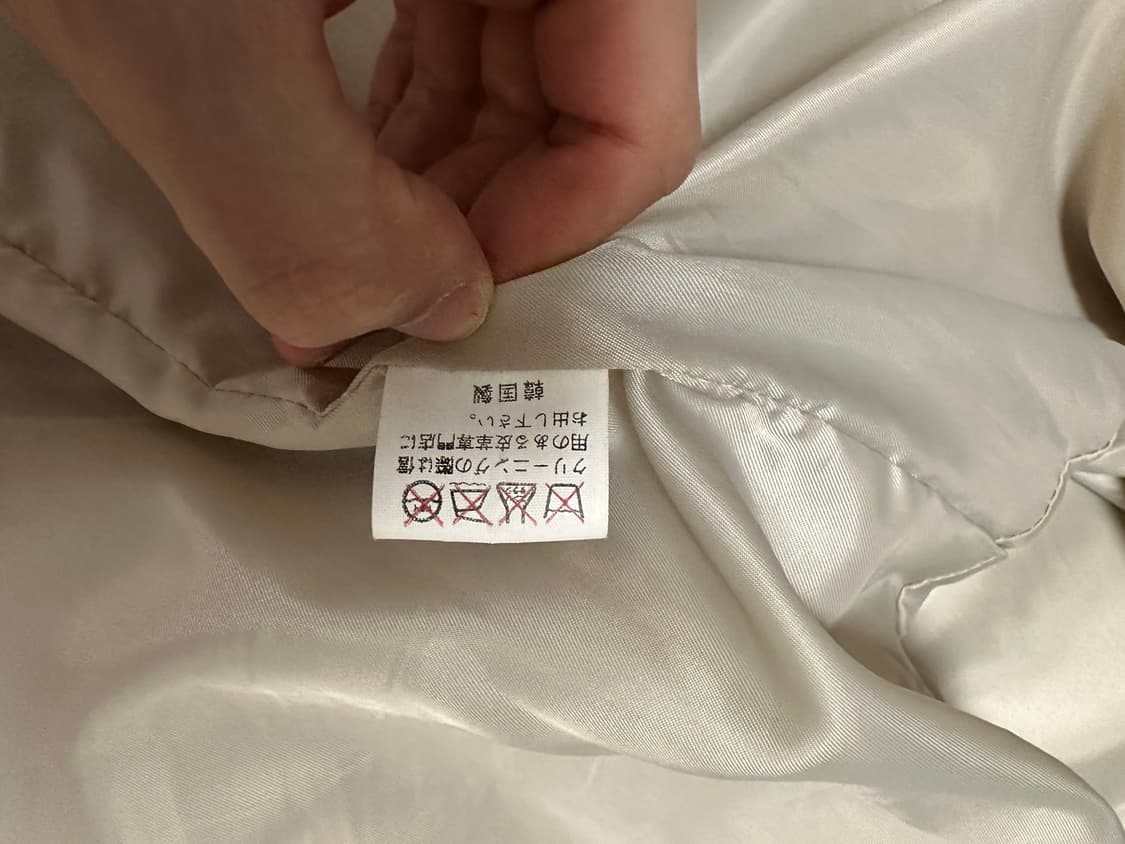 クリーニングの際は信
用のある皮革専門店に
お出し下さい。
韓国製